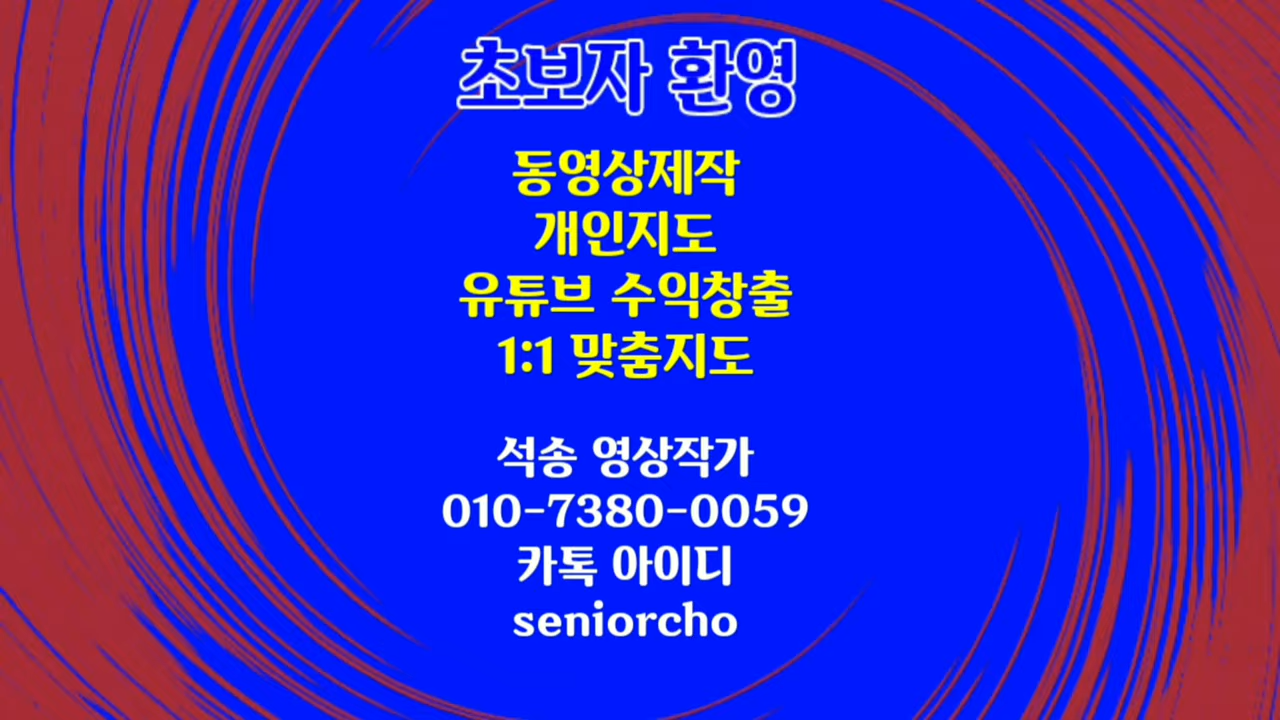 초보자 환영
동영상제작
개인지도
유튜브 수익창출
1:1 맞춤지도
석송 영상작가
010-7380-0059
카톡 아이디
seniorcho